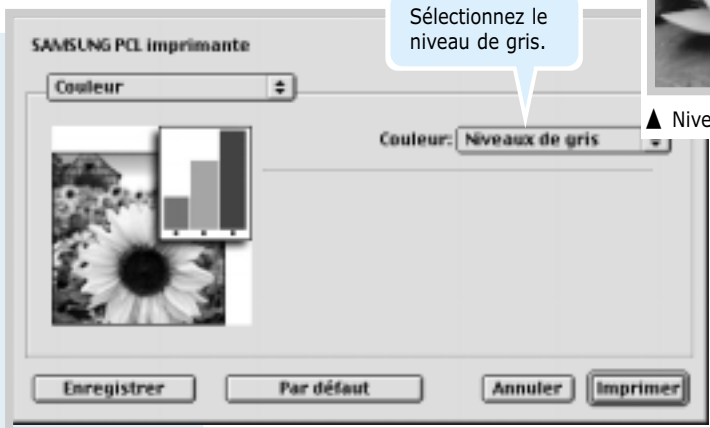 Sélectionnez le
niveau de gris.
SAMSUNG PCL imprimante
Couleur
▲ Nive
Couleur: Niveaux de gris
Enregistrer Par défaut Annuler Imprimer